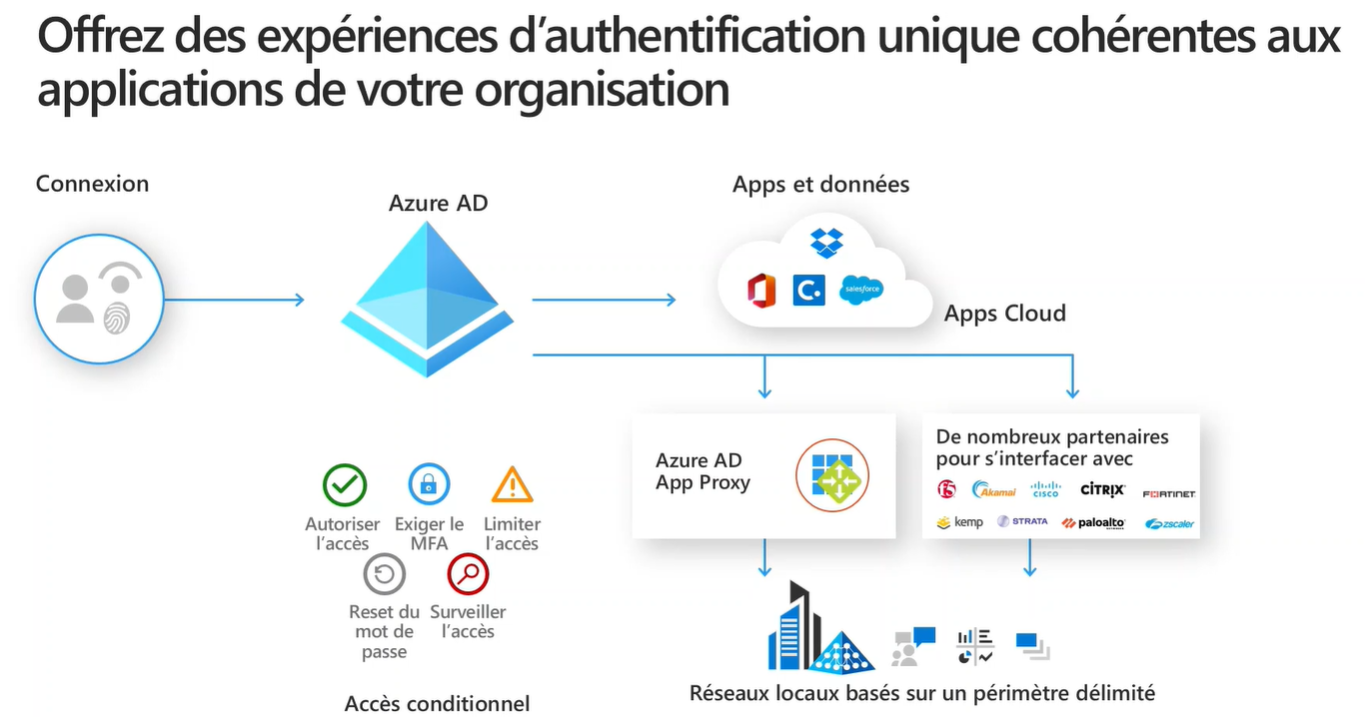 Offrez des expériences d’authentification unique cohérentes aux
applications de votre organisation
Connexion
Azure AD
Apps et données
salesforce
Apps Cloud
Azure AD
App Proxy
De nombreux partenaires
pour s’interfacer avec
Akamai
CISCO
CITRIX
FORTINET
kemp
STRATA
paloalto
zscaler
Autoriser
l’accès
Exiger le
MFA
Limiter
l’accès
Reset du
mot de
passe
Surveiller
l’accès
Accès conditionnel
Réseaux locaux basés sur un périmètre délimité